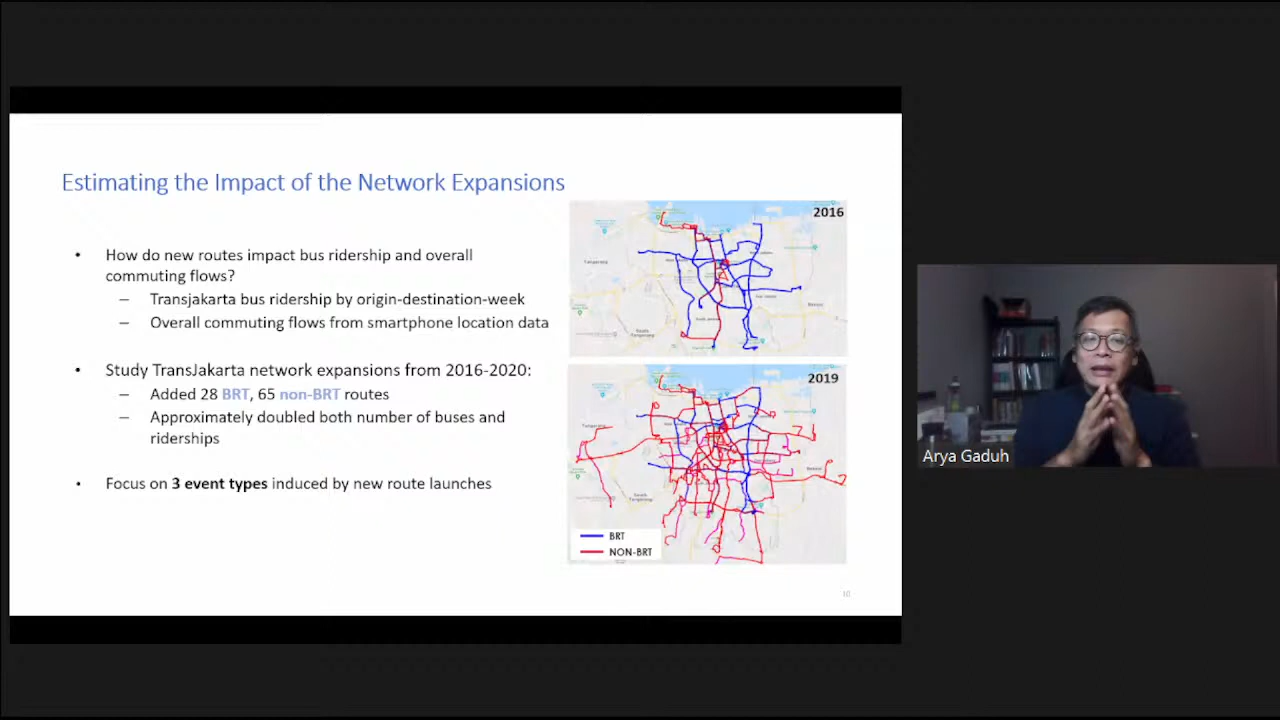 Estimating the Impact of the Network Expansions
• How do new routes impact bus ridership and overall
commuting flows?
– Transjakarta bus ridership by origin-destination-week
– Overall commuting flows from smartphone location data
• Study TransJakarta network expansions from 2016-2020:
– Added 28 BRT, 65 non-BRT routes
– Approximately doubled both number of buses and
riderships
• Focus on 3 event types induced by new route launches
2016
Tangerang
2019
Tangerang
BRT
NON-BRT
10
Arya Gaduh